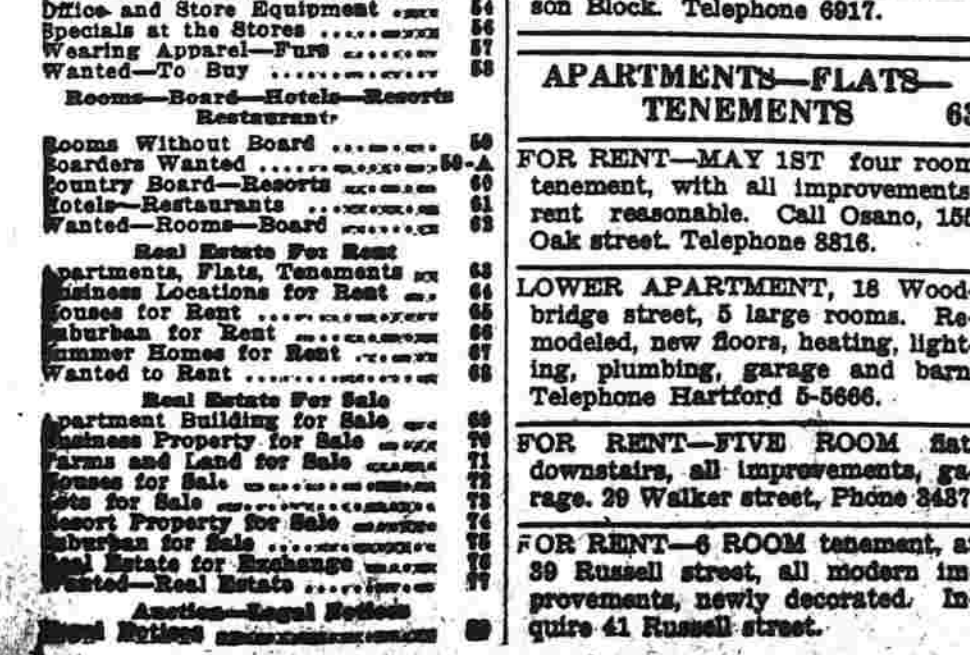 Office and Store Equipment .... 54
Specials at the Stores .... 56
Wearing Apparel—Furs .... 57
Wanted—To Buy .... 58
Rooms—Board—Hotels—Resorts
Restaurants
Rooms Without Board .... 59
Boarders Wanted .... 59-A
Country Board—Resorts .... 60
Hotels—Restaurants .... 61
Wanted—Rooms—Board .... 62
Real Estate For Rent
Apartments, Flats, Tenements .. 63
Business Locations for Rent .. 64
Houses for Rent .... 65
Suburban for Rent .... 66
Summer Homes for Rent .... 67
Wanted to Rent .... 68
Real Estate For Sale
Apartment Building for Sale ... 69
Business Property for Sale .... 70
Farms and Land for Sale .... 71
Houses for Sale .... 72
Lots for Sale .... 73
Resort Property for Sale .... 74
Suburban for Sale .... 75
Real Estate for Exchange .... 76
Wanted—Real Estate .... 77
Auction—Legal Notices
Legal Notices ....
son Block. Telephone 6917.
APARTMENTS—FLATS—
TENEMENTS 63
FOR RENT—MAY 1ST four room
tenement, with all improvements
rent reasonable. Call Osano, 155
Oak street. Telephone 8816.
LOWER APARTMENT, 18 Wood-
bridge street, 5 large rooms. Re-
modeled, new floors, heating, light-
ing, plumbing, garage and barn
Telephone Hartford 5-5666.
FOR RENT—FIVE ROOM flat
downstairs, all improvements, ga-
rage. 29 Walker street, Phone 3487
FOR RENT—6 ROOM tenement, at
39 Russell street, all modern im-
provements, newly decorated. In-
quire 41 Russell street.